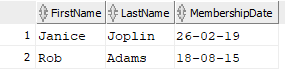 FirstName LastName MembershipDate
1 Janice Joplin 26-02-19
2 Rob Adams 18-08-15